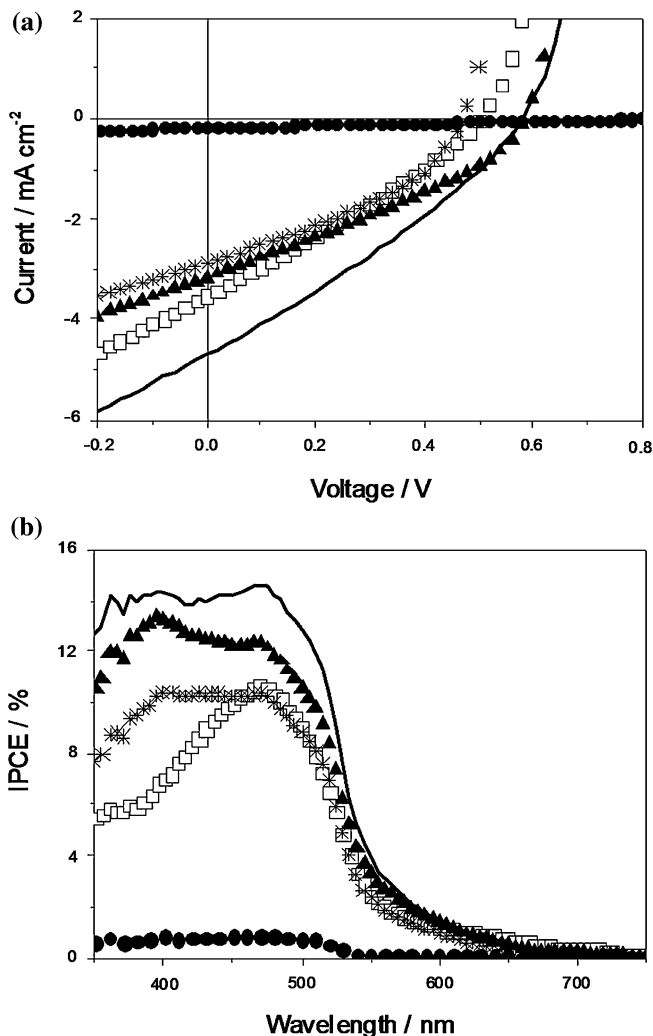 (a)
2
0
-2
-4
-6
Current / mA cm⁻²
-0.2 0.0 0.2 0.4 0.6 0.8
Voltage / V
(b)
16
12
8
4
0
IPCE / %
400 500 600 700
Wavelength / nm